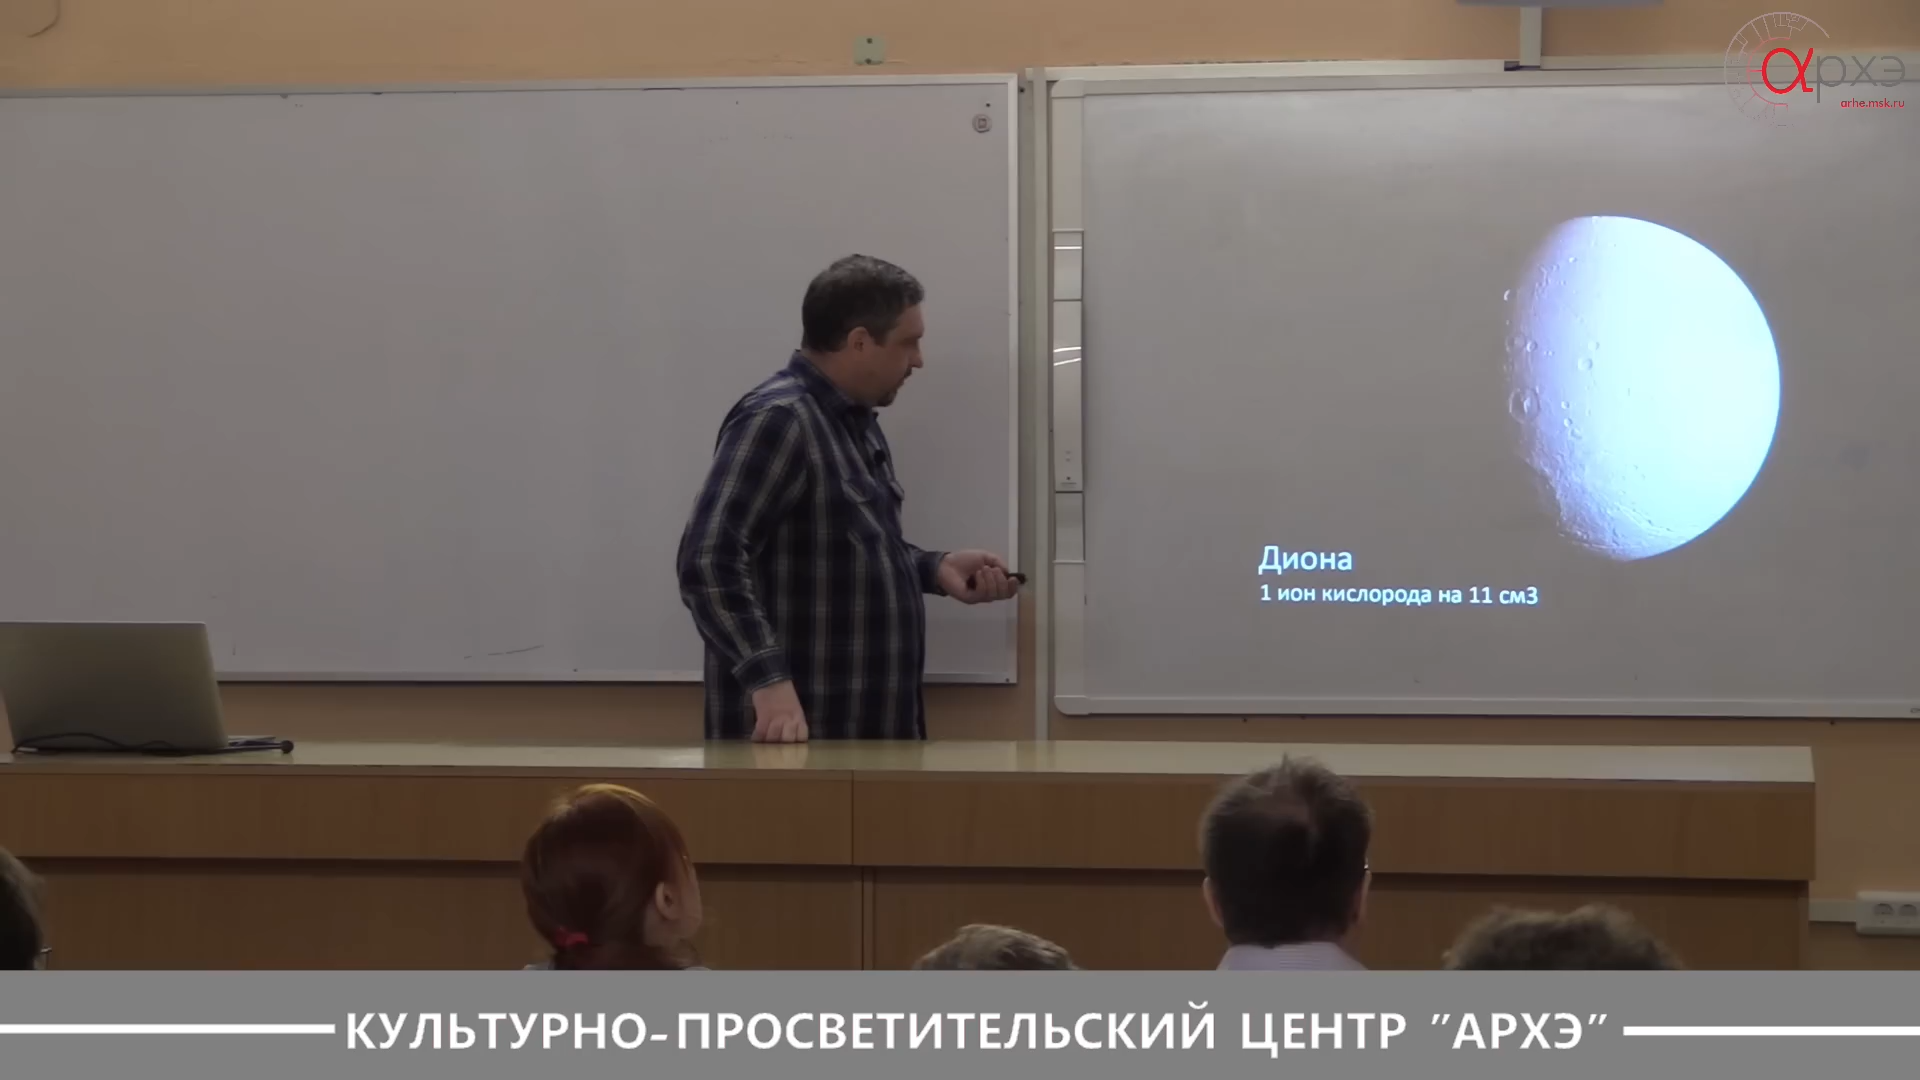 αрхэ
arhe.msk.ru
Диона
1 ион кислорода на 11 см3
КУЛЬТУРНО-ПРОСВЕТИТЕЛЬСКИЙ ЦЕНТР "АРХЭ"